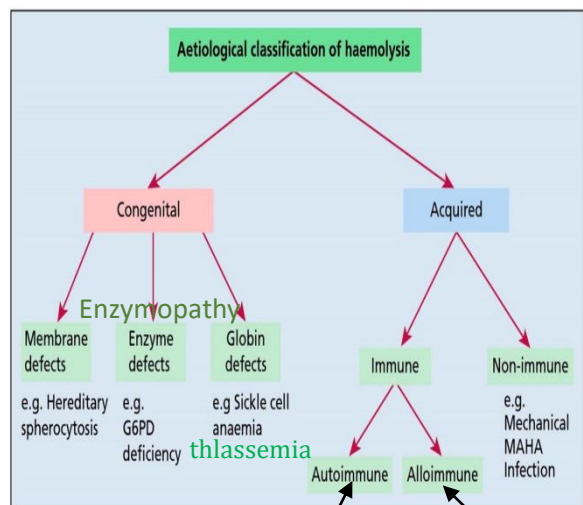 Aetiological classification of haemolysis
Congenital
Acquired
Enzymopathy
Membrane
defects
Enzyme
defects
Globin
defects
Immune
Non-immune
e.g. Hereditary
spherocytosis
e.g.
G6PD
deficiency
e.g Sickle cell
anaemia
thlassemia
e.g.
Mechanical
MAHA
Infection
Autoimmune
Alloimmune